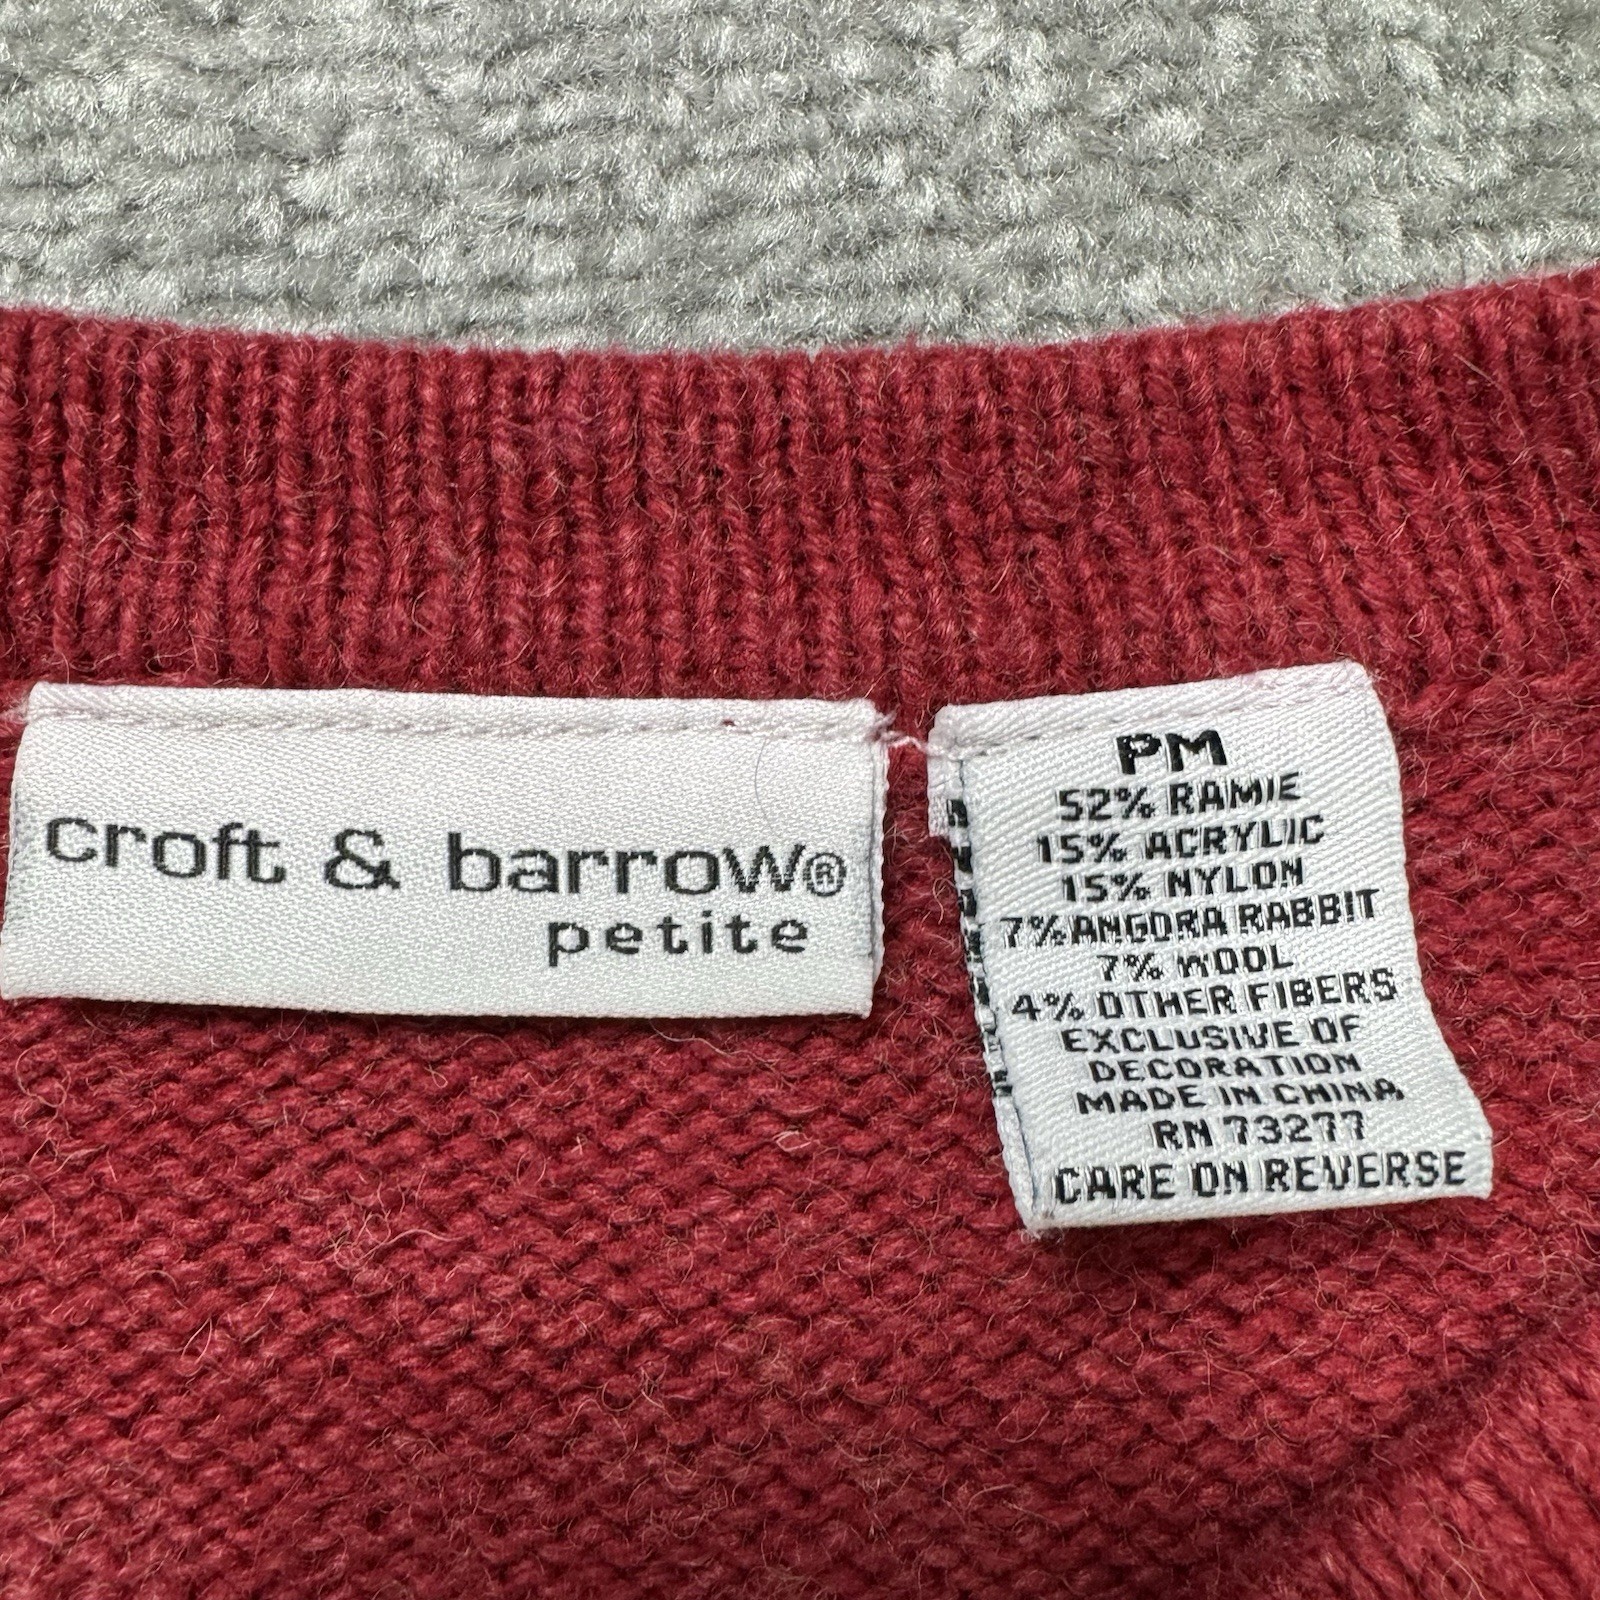 croft & barrow®
petite
PM
52% RAMIE
15% ACRYLIC
15% NYLON
7% ANGORA RABBIT
7% WOOL
4% OTHER FIBERS
EXCLUSIVE OF
DECORATION
MADE IN CHINA
RN 73277
CARE ON REVERSE